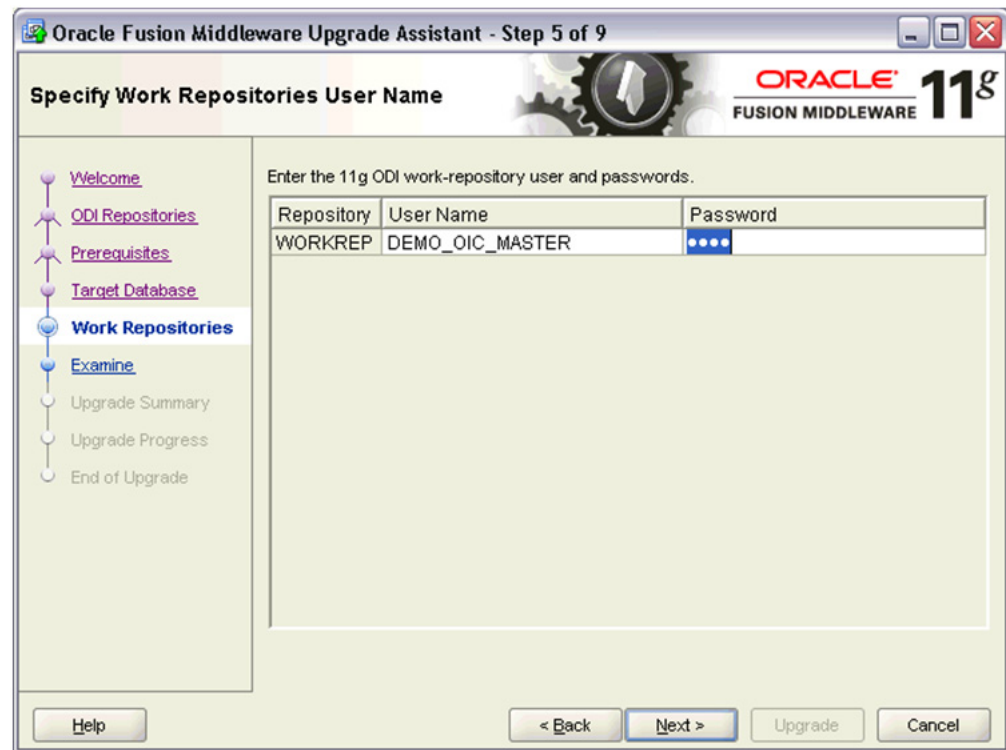 Oracle Fusion Middleware Upgrade Assistant - Step 5 of 9
Specify Work Repositories User Name
ORACLE
FUSION MIDDLEWARE
11g
Welcome
ODI Repositories
Prerequisites
Target Database
Work Repositories
Examine
Upgrade Summary
Upgrade Progress
End of Upgrade
Enter the 11g ODI work-repository user and passwords.
Repository User Name Password
WORKREP DEMO_OIC_MASTER ••••
Help < Back Next > Upgrade Cancel